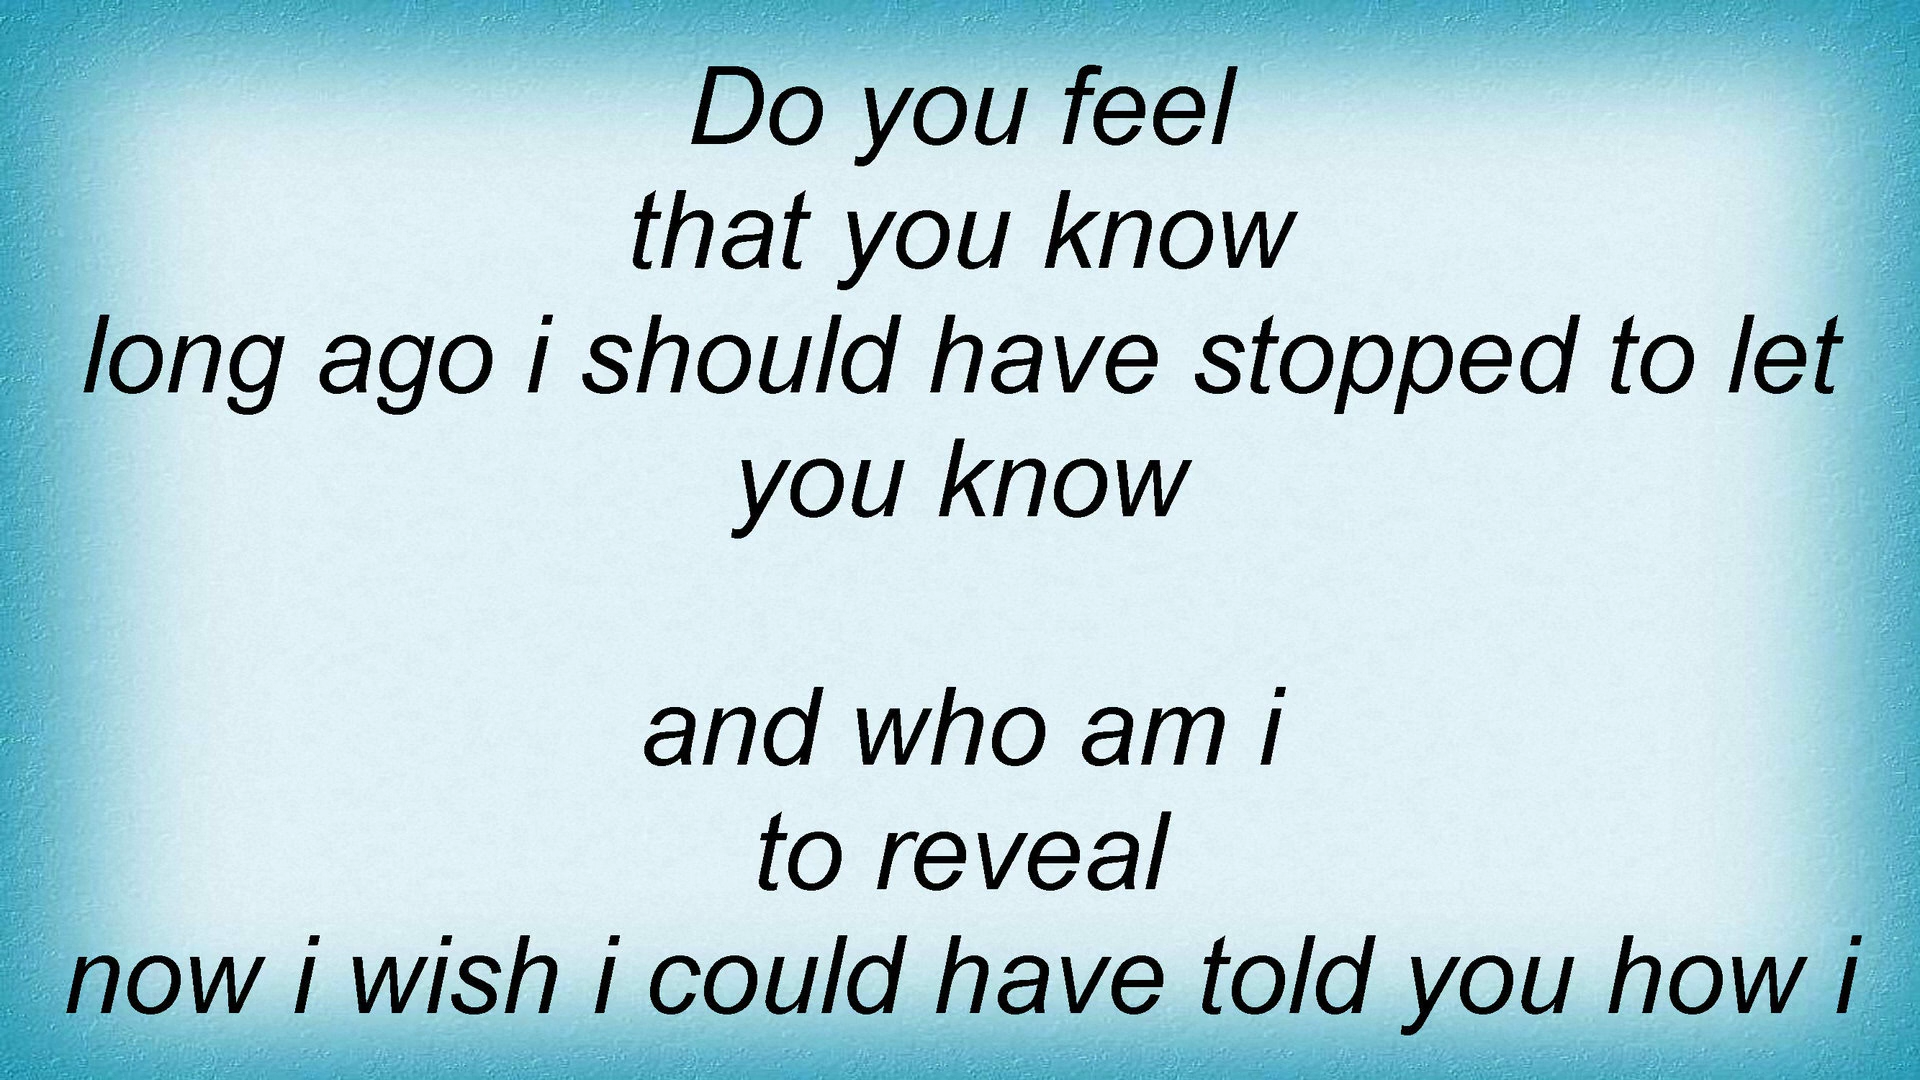 Do you feel
that you know
long ago i should have stopped to let
you know
and who am i
to reveal
now i wish i could have told you how i